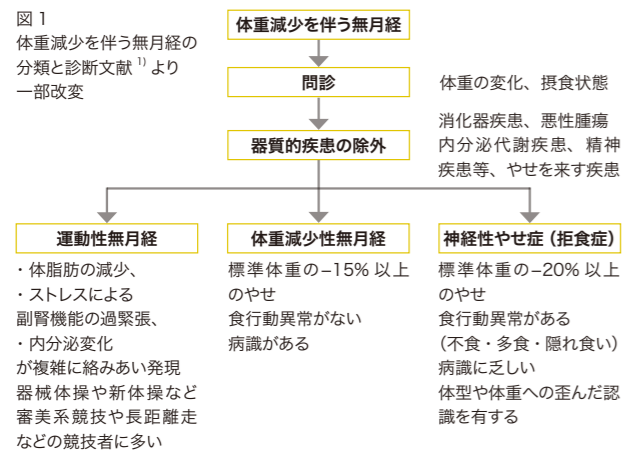 図 1
体重減少を伴う無月経の
分類と診断文献 1) より
一部改変
体重減少を伴う無月経
問診
体重の変化、摂食状態
器質的疾患の除外
消化器疾患、悪性腫瘍
内分泌代謝疾患、精神
疾患等、やせを来す疾患
運動性無月経
・体脂肪の減少、
・ストレスによる
副腎機能の過緊張、
・内分泌変化
が複雑に絡みあい発現
器械体操や新体操など
審美系競技や長距離走
などの競技者に多い
体重減少性無月経
標準体重の–15% 以上
のやせ
食行動異常がない
病識がある
神経性やせ症（拒食症）
標準体重の–20% 以上
のやせ
食行動異常がある
（不食・多食・隠れ食い）
病識に乏しい
体型や体重への歪んだ認
識を有する